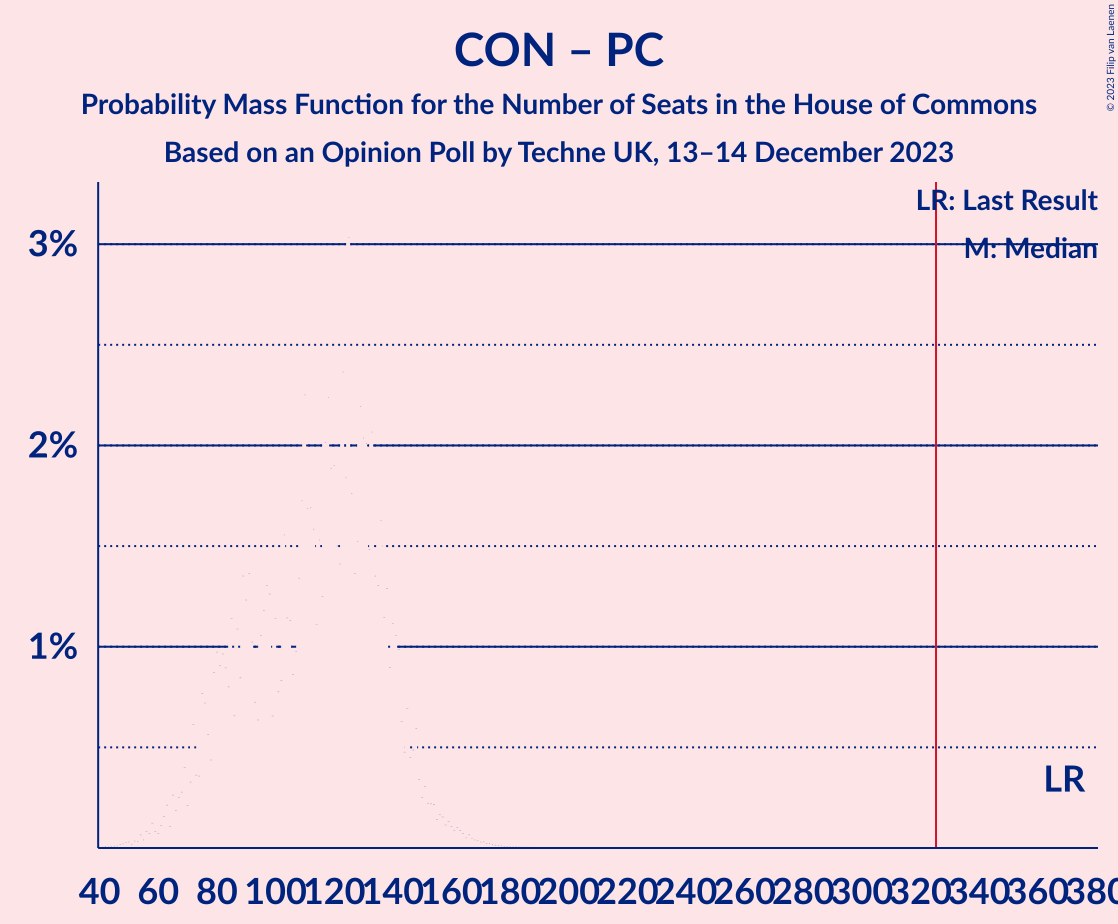 CON – PC
Probability Mass Function for the Number of Seats in the House of Commons
Based on an Opinion Poll by Techne UK, 13–14 December 2023
© 2023 Filip van Laenen
LR: Last Result
M: Median
3%
2%
1%
LR
40 60 80 100 120 140 160 180 200 220 240 260 280 300 320 340 360 380